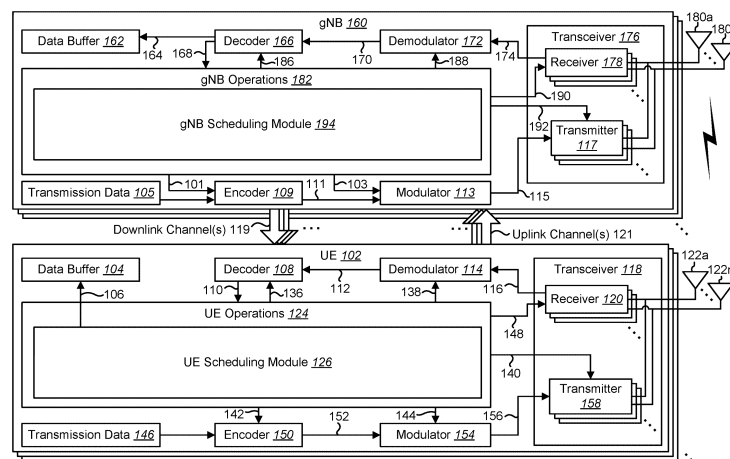 gNB 160
180a
180
Data Buffer 162
164
168
Decoder 166
186
170
Demodulator 172
188
174
Transceiver 176
Receiver 178
gNB Operations 182
190
gNB Scheduling Module 194
192
Transmitter
117
101
103
Transmission Data 105
Encoder 109
111
Modulator 113
115
Downlink Channel(s) 119
Uplink Channel(s) 121
UE 102
122a
122n
Data Buffer 104
106
Decoder 108
110
136
112
Demodulator 114
138
116
Transceiver 118
Receiver 120
UE Operations 124
148
UE Scheduling Module 126
140
Transmitter
158
142
144
156
Transmission Data 146
Encoder 150
152
Modulator 154